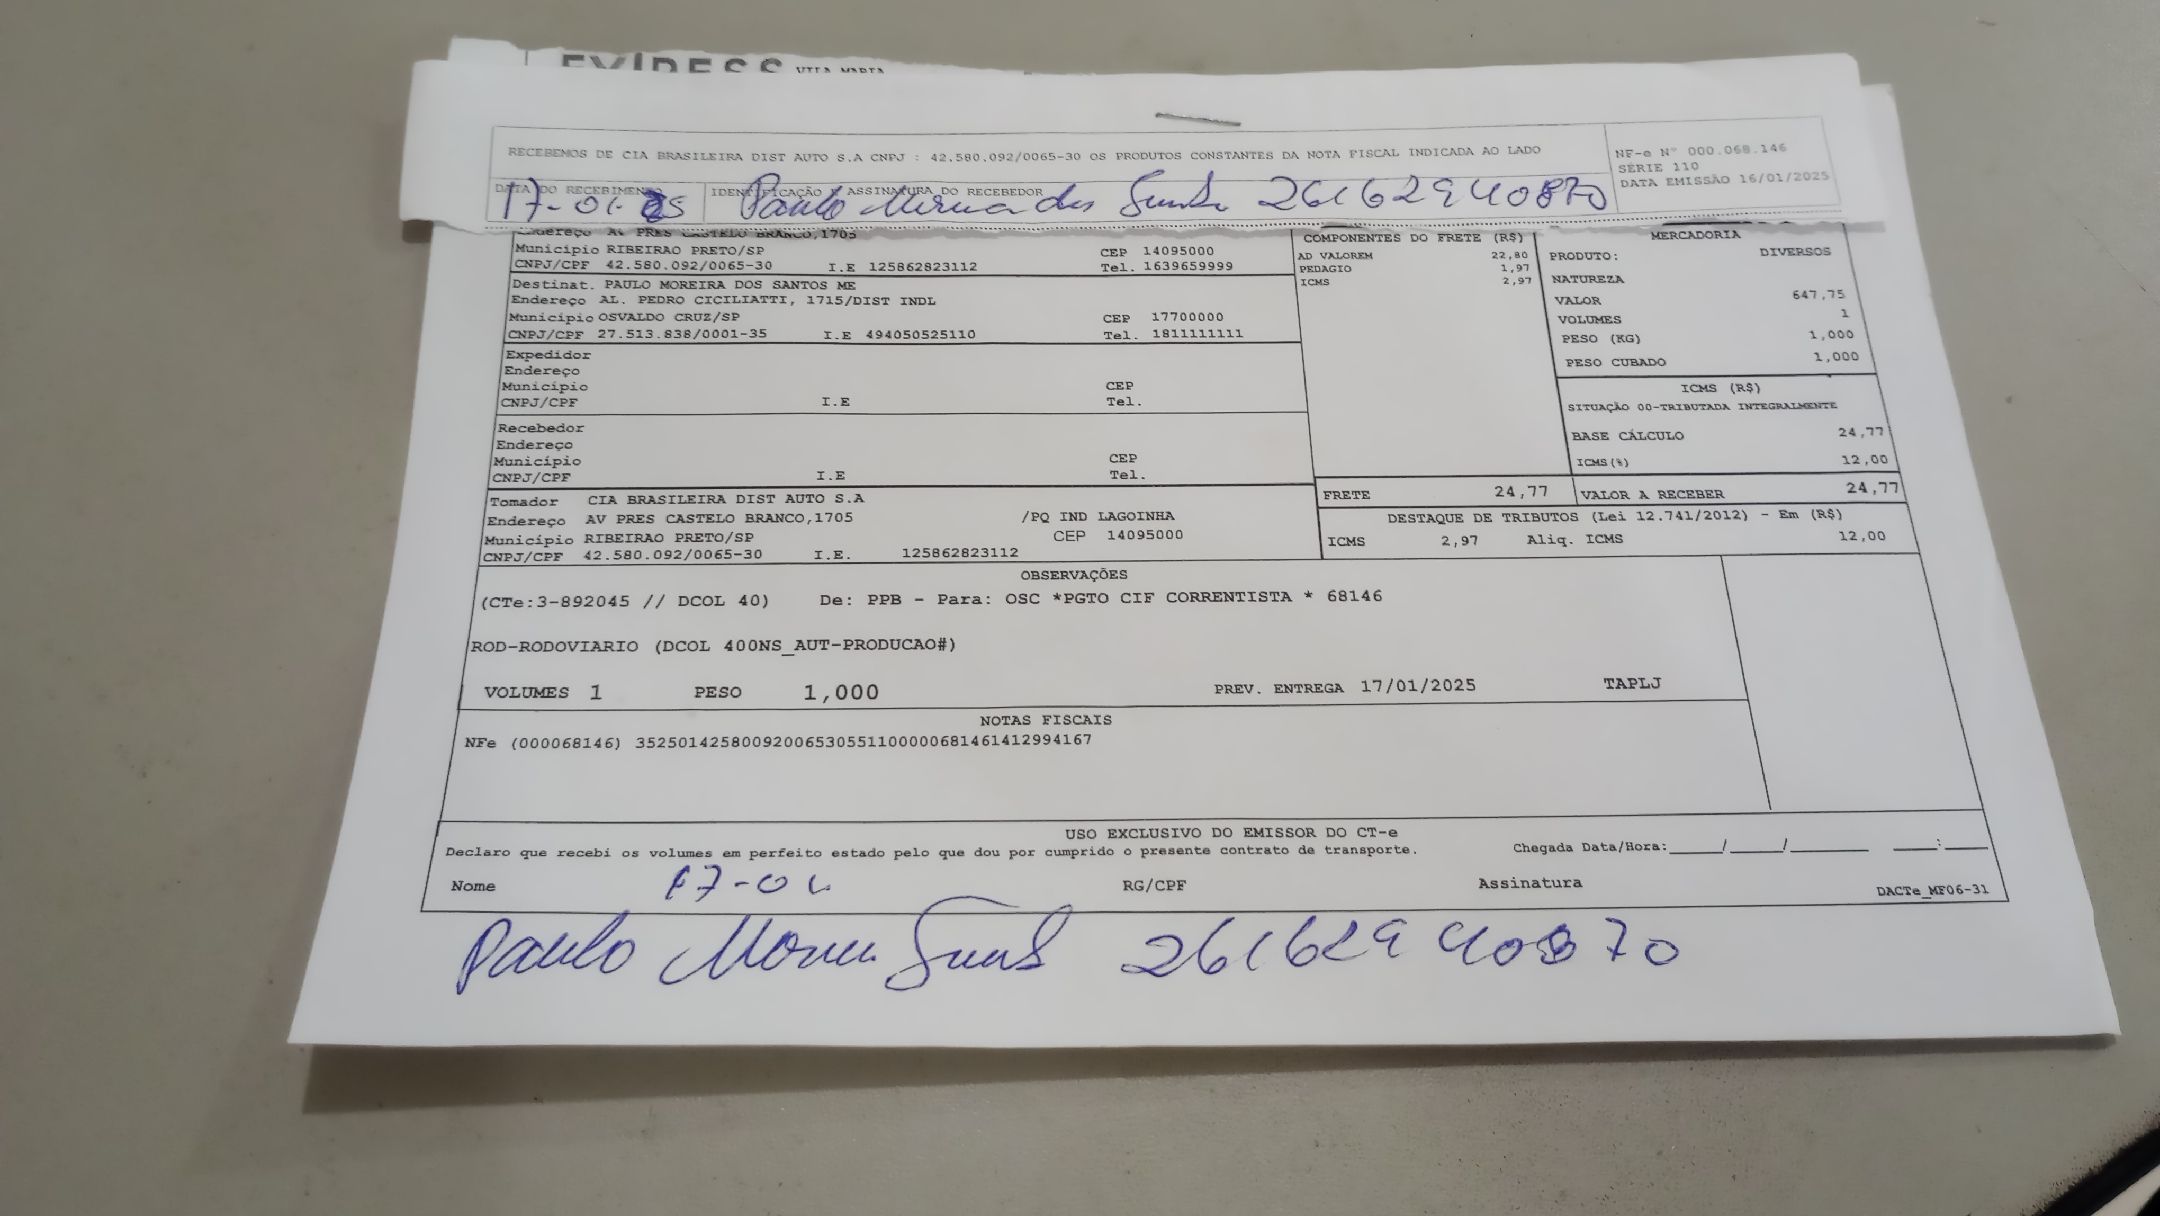 RECEBEMOS DE CIA BRASILEIRA DIST AUTO S.A CNPJ : 42.580.092/0065-30 OS PRODUTOS CONSTANTES DA NOTA FISCAL INDICADA AO LADO
NF-e Nº 000.068.146
SÉRIE 110
DATA EMISSÃO 16/01/2025
DATA DO RECEBIMENTO IDENTIFICAÇÃO E ASSINATURA DO RECEBEDOR
17-01-25 Paulo dos 26162940870
Endereço AV PRES CASTELO BRANCO,1705
Município RIBEIRAO PRETO/SP CEP 14095000
CNPJ/CPF 42.580.092/0065-30 I.E 125862823112 Tel. 1639659999
Destinat. PAULO MOREIRA DOS SANTOS ME
Endereço AL. PEDRO CICILIATTI, 1715/DIST INDL
Município OSVALDO CRUZ/SP CEP 17700000
CNPJ/CPF 27.513.838/0001-35 I.E 494050525110 Tel. 1811111111
Expedidor
Endereço
Município CEP
CNPJ/CPF I.E Tel.
Recebedor
Endereço
Município CEP
CNPJ/CPF I.E Tel.
Tomador CIA BRASILEIRA DIST AUTO S.A
Endereço AV PRES CASTELO BRANCO,1705 /PQ IND LAGOINHA
Município RIBEIRAO PRETO/SP CEP 14095000
CNPJ/CPF 42.580.092/0065-30 I.E. 125862823112
COMPONENTES DO FRETE (R$)
AD VALOREM 22,80
PEDAGIO 1,97
ICMS 2,97
MERCADORIA
PRODUTO: DIVERSOS
NATUREZA
VALOR 647,75
VOLUMES 1
PESO (KG) 1,000
PESO CUBADO 1,000
ICMS (R$)
SITUAÇÃO 00-TRIBUTADA INTEGRALMENTE
BASE CÁLCULO 24,77
ICMS(%) 12,00
FRETE 24,77 VALOR A RECEBER 24,77
DESTAQUE DE TRIBUTOS (Lei 12.741/2012) - Em (R$)
ICMS 2,97 Aliq. ICMS 12,00
OBSERVAÇÕES
(CTe:3-892045 // DCOL 40) De: PPB - Para: OSC *PGTO CIF CORRENTISTA * 68146
ROD-RODOVIARIO (DCOL 400NS_AUT-PRODUCAO#)
VOLUMES 1 PESO 1,000 PREV. ENTREGA 17/01/2025 TAPLJ
NOTAS FISCAIS
NFe (000068146) 35250142580092006530551100000681461412994167
USO EXCLUSIVO DO EMISSOR DO CT-e
Declaro que recebi os volumes em perfeito estado pelo que dou por cumprido o presente contrato de transporte. Chegada Data/Hora:_____/_____/________ ____:____
Nome 17-01 RG/CPF Assinatura DACTe_MF06-31
Paulo 26162940870